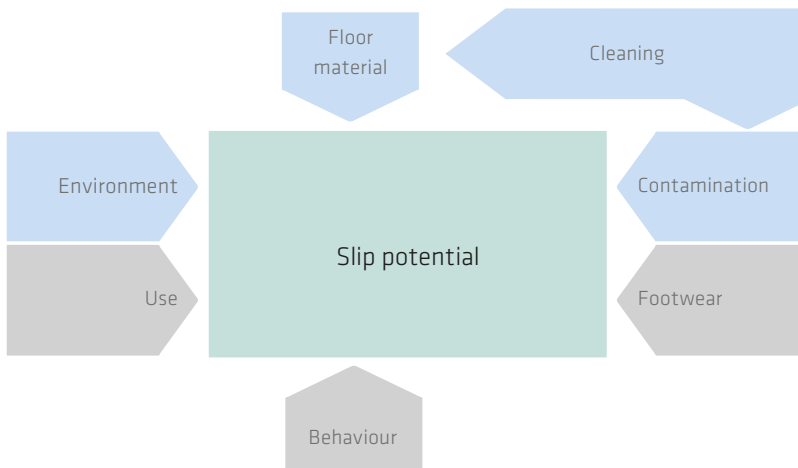 Floor
material
Cleaning
Environment
Contamination
Slip potential
Use
Footwear
Behaviour